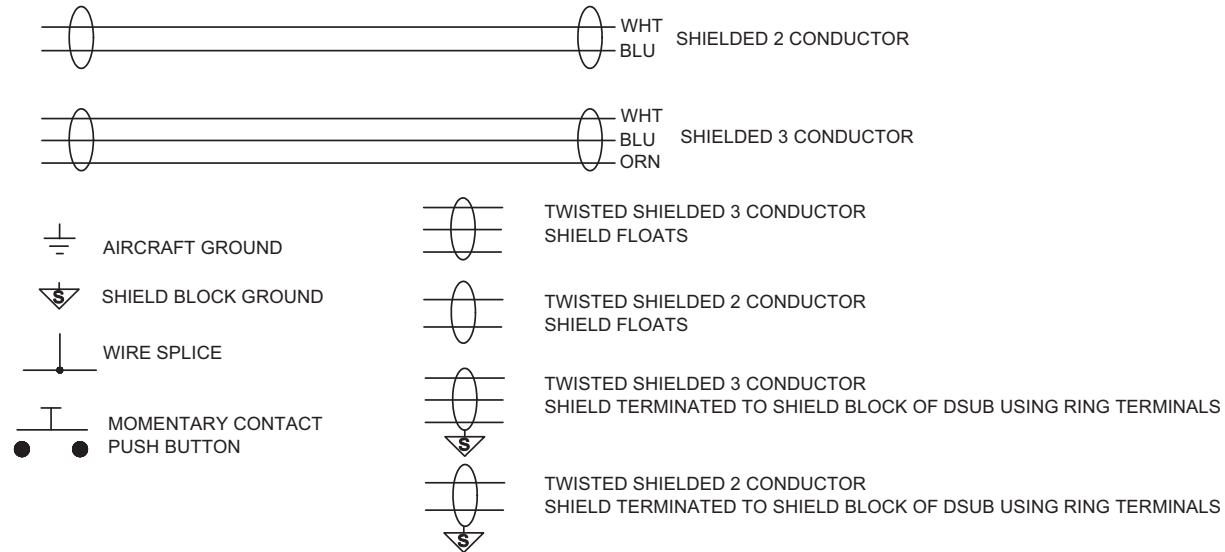 WHT
BLU
SHIELDED 2 CONDUCTOR
WHT
BLU
ORN
SHIELDED 3 CONDUCTOR
AIRCRAFT GROUND
S
SHIELD BLOCK GROUND
WIRE SPLICE
MOMENTARY CONTACT
PUSH BUTTON
TWISTED SHIELDED 3 CONDUCTOR
SHIELD FLOATS
TWISTED SHIELDED 2 CONDUCTOR
SHIELD FLOATS
TWISTED SHIELDED 3 CONDUCTOR
SHIELD TERMINATED TO SHIELD BLOCK OF DSUB USING RING TERMINALS
S
TWISTED SHIELDED 2 CONDUCTOR
SHIELD TERMINATED TO SHIELD BLOCK OF DSUB USING RING TERMINALS
S